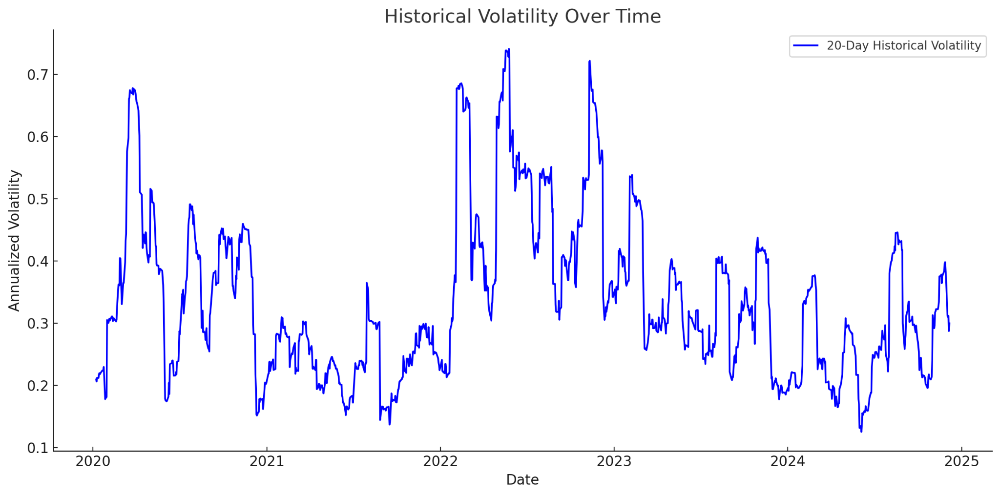 Historical Volatility Over Time
20-Day Historical Volatility
Annualized Volatility
0.7
0.6
0.5
0.4
0.3
0.2
0.1
2020 2021 2022 2023 2024 2025
Date